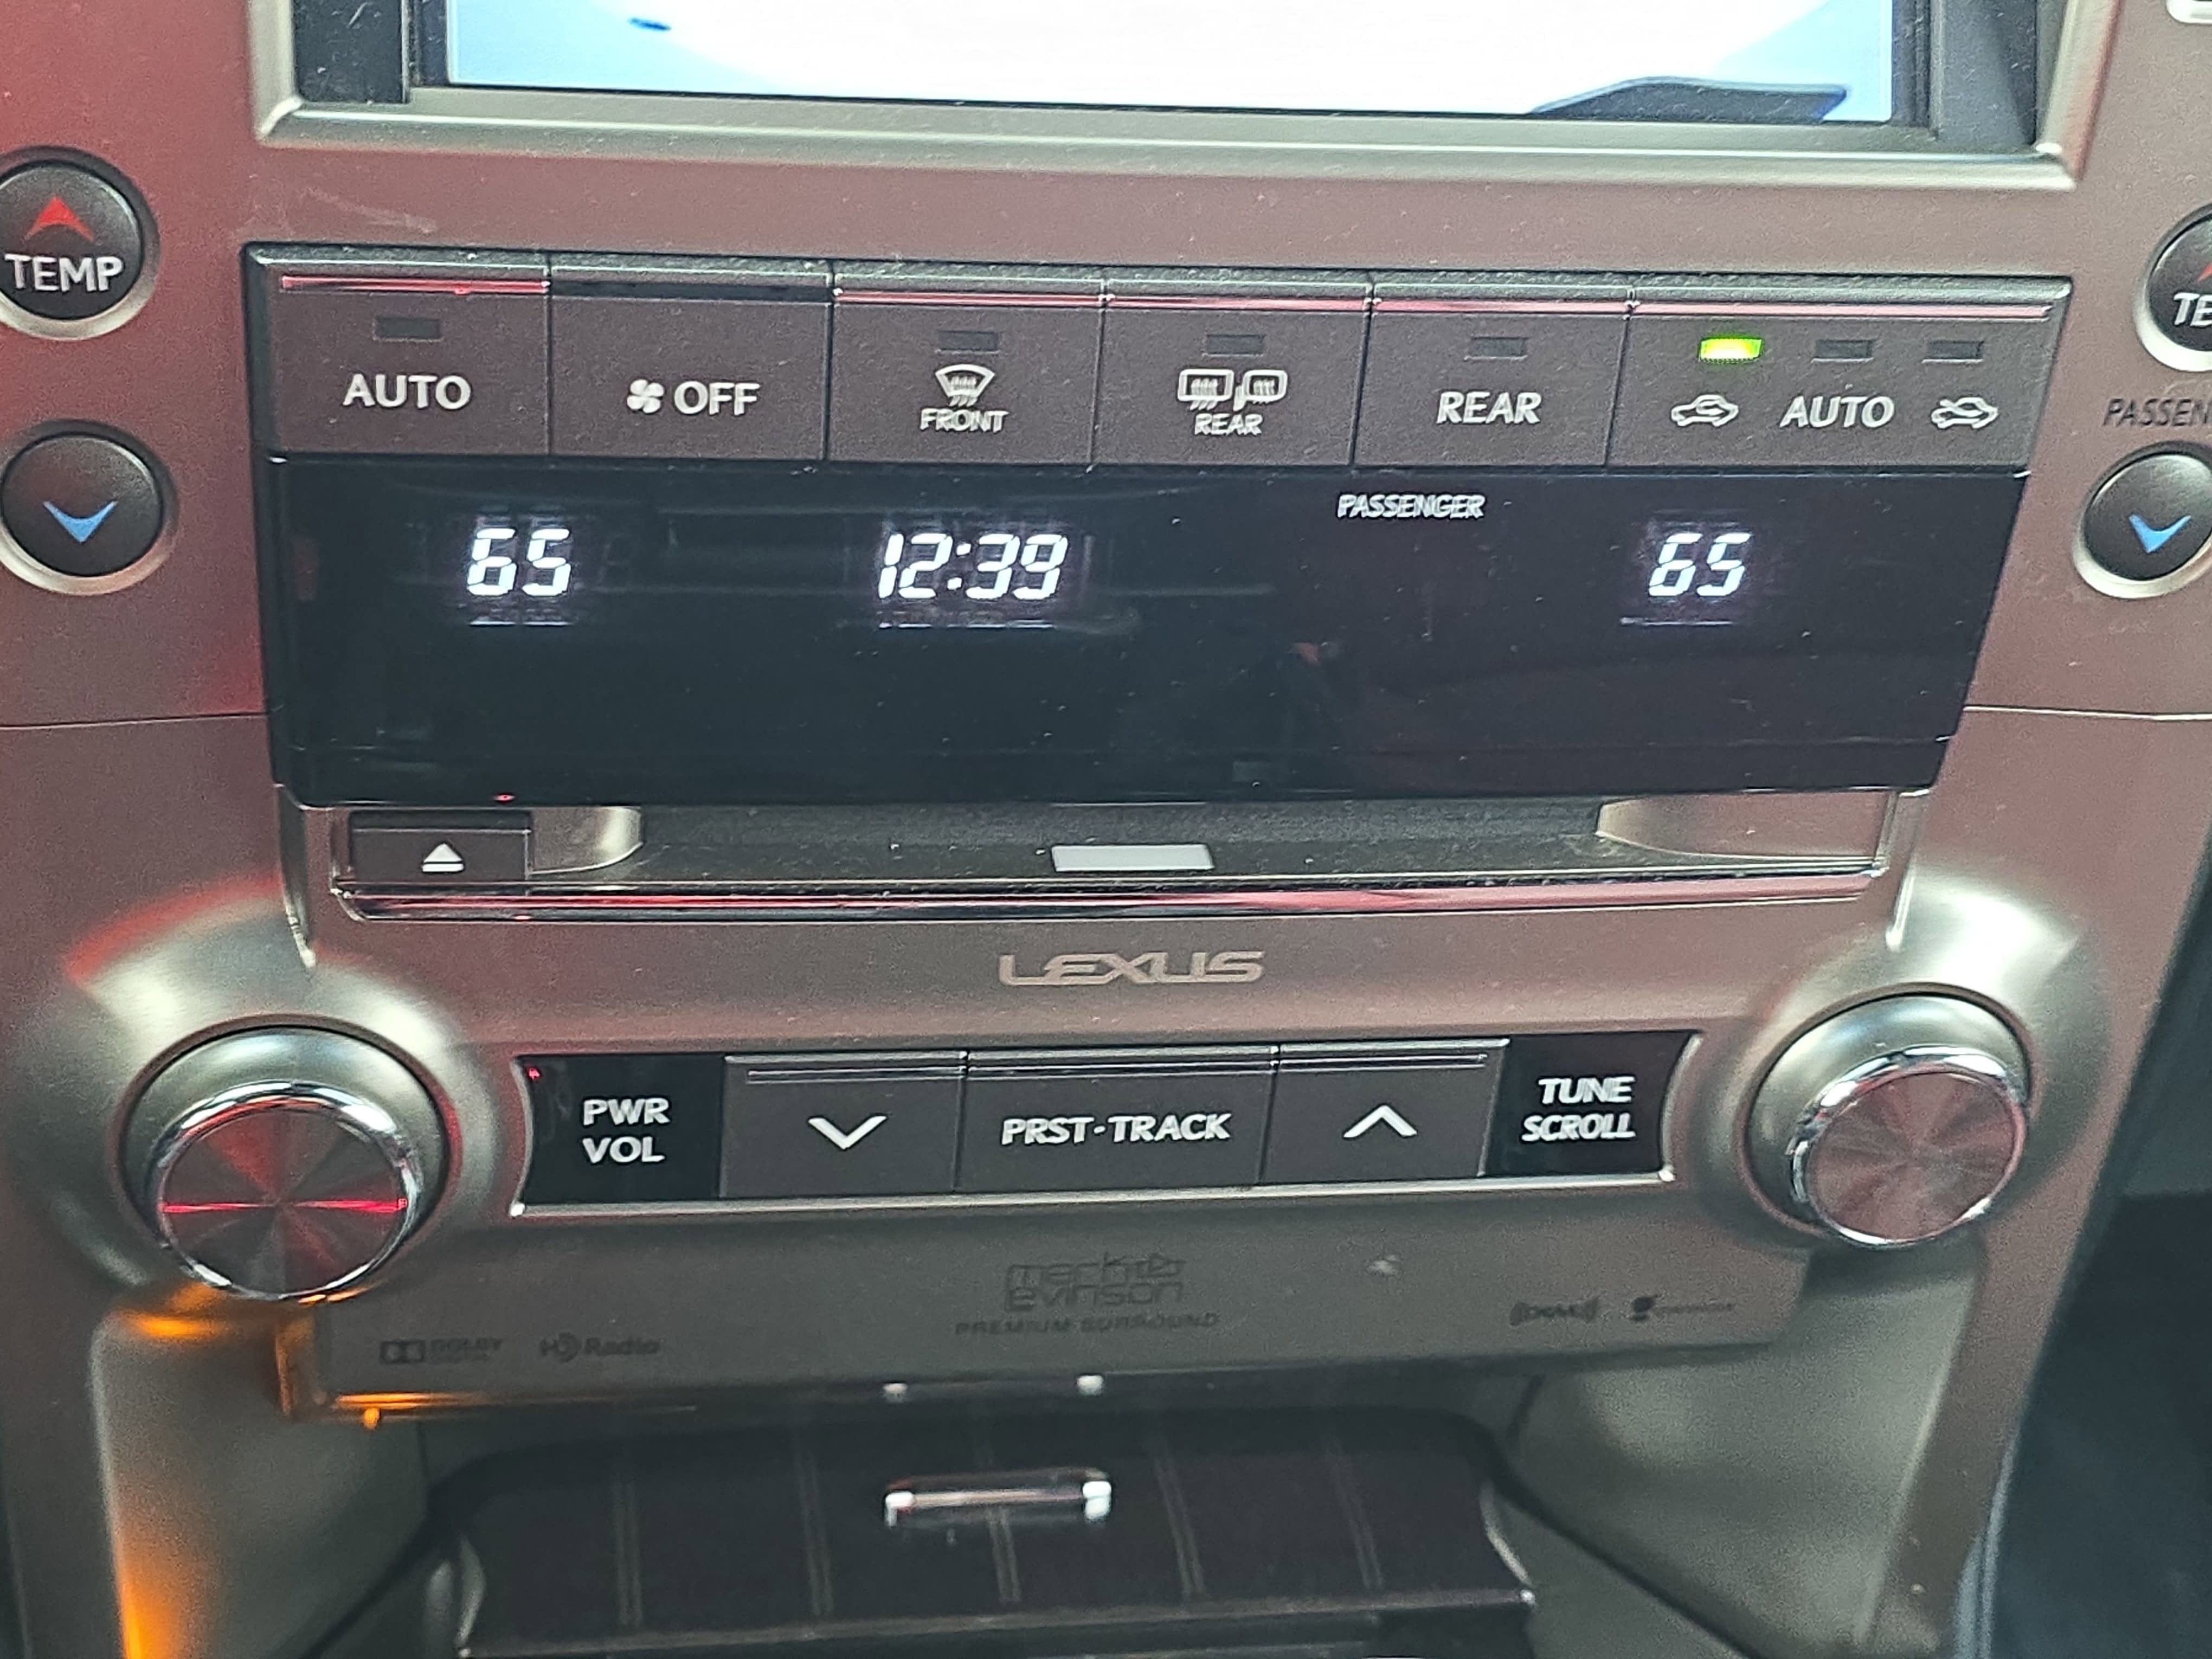 TEMP
AUTO
OFF
FRONT
REAR
REAR
AUTO
PASSENGER
65
12:39
65
LEXUS
PWR
VOL
PRST·TRACK
TUNE
SCROLL
mark
levinson
PREMIUM SURROUND
DOLBY
HD Radio